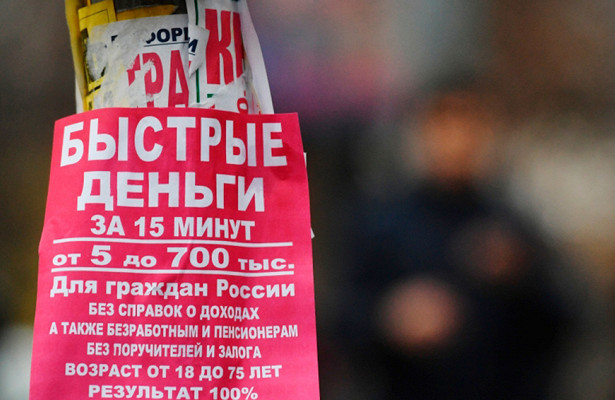 БЫСТРЫЕ
ДЕНЬГИ
ЗА 15 МИНУТ
от 5 до 700 тыс.
Для граждан России
БЕЗ СПРАВОК О ДОХОДАХ
А ТАКЖЕ БЕЗРАБОТНЫМ И ПЕНСИОНЕРАМ
БЕЗ ПОРУЧИТЕЛЕЙ И ЗАЛОГА
ВОЗРАСТ ОТ 18 ДО 75 ЛЕТ
РЕЗУЛЬТАТ 100%